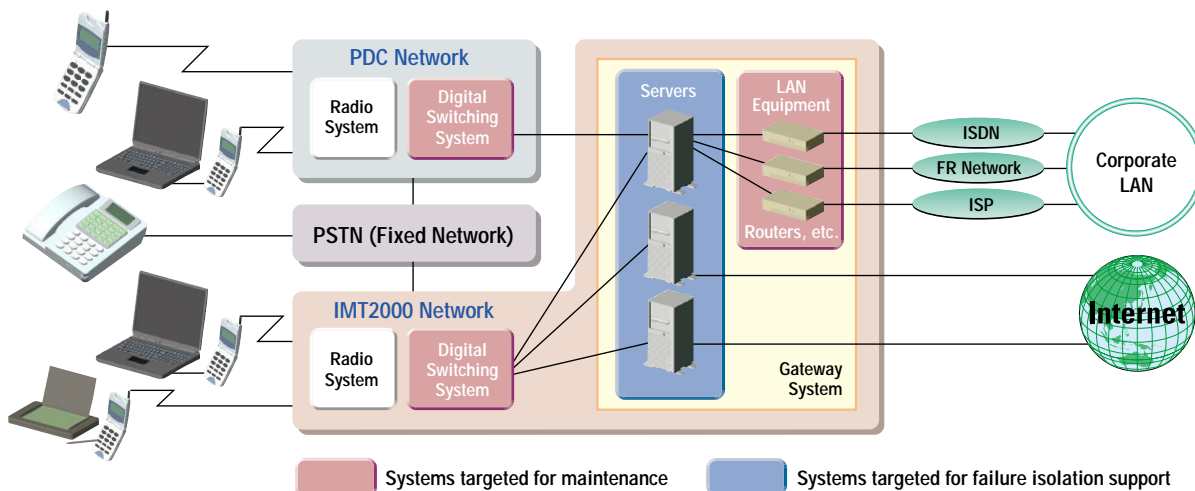 PDC Network
Radio
System
Digital
Switching
System
PSTN (Fixed Network)
IMT2000 Network
Radio
System
Digital
Switching
System
Servers
LAN
Equipment
Routers, etc.
Gateway
System
ISDN
FR Network
ISP
Corporate
LAN
Internet
Systems targeted for maintenance
Systems targeted for failure isolation support